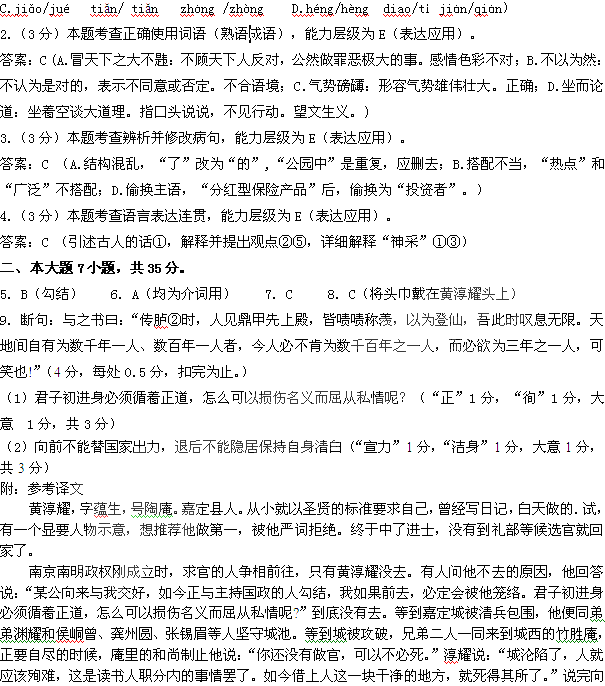 C.jiǎo/jué   tiǎn/ tiǎn   zhōng /zhòng   D.héng/hèng  diao/tí jiǎn/qián)
2.(3分)本题考查正确使用词语(熟语成语),能力层级为E(表达应用)。
答案:C(A.冒天下之大不韪:不顾天下人反对,公然做罪恶极大的事。感情色彩不对;B.不以为然:不认为是对的,表示不同意或否定。不合语境;C.气势磅礴:形容气势雄伟壮大。正确;D.坐而论
道:坐着空谈大道理。指口头说说,不见行动。望文生义。)
3.(3分)本题考查辨析并修改病句,能力层级为E(表达应用)。
答案:C (A.结构混乱,“了”改为“的”,“公园中”是重复,应删去;B.搭配不当,“热点”和
“广泛”不搭配;D.偷换主语,“分红型保险产品”后,偷换为“投资者”。)
4.(3分)本题考查语言表达连贯,能力层级为E(表达应用)。
答案:C (引述古人的话①,解释并提出观点②⑤,详细解释“神采”①③)
二、本大题7小题,共35分。
5. B(勾结)    6. A(均为介词用)    7. C    8. C(将头巾戴在黄淳耀头上)
9. 断句:与之书曰:“传胪②时,人见鼎甲先上殿,皆啧啧称羡,以为登仙,吾此时叹息无限。天
地间自有为数千年一人、数百年一人者,今人必不肯为数千百年之一人,而必欲为三年之一人,可
笑也!”(4分,每处0.5分,扣完为止。)
(1)君子初进身必须循着正道,怎么可以损伤名义而屈从私情呢?(“正”1分,“徇”1分,大
意 1分,共3分)
(2)向前不能替国家出力,退后不能隐居保持自身清白(“宣力”1分,“洁身”1分,大意1分,
共3分)
附:参考译文
黄淳耀,字蕴生,号陶庵。嘉定县人。从小就以圣贤的标准要求自己,曾经写日记,白天做的.试,
有一个显要人物示意,想推荐他做第一,被他严词拒绝。终于中了进士,没有到礼部等候选官就回
家了。
南京南明政权刚成立时,求官的人争相前往,只有黄淳耀没去。有人问他不去的原因,他回答
说:“某公向来与我交好,如今正与主持国政的人勾结,我如果前去,必定会被他笼络。君子初进身
必须循着正道,怎么可以损伤名义而屈从私情呢?”到底没有去。等到嘉定城被清兵包围,他便同弟
弟渊耀和侯峒曾、龚州圆、张锡眉等人坚守城池。等到城被攻破,兄弟二人一同来到城西的竹胜庵,
正要自尽的时候,庵里的和尚制止他说:“你还没有做官,可以不必死。”淳耀说:“城沦陷了,人就
应该殉难,这是读书人职分内的事情罢了。如今借上人这一块干净的地方,就死得其所了。”说完向